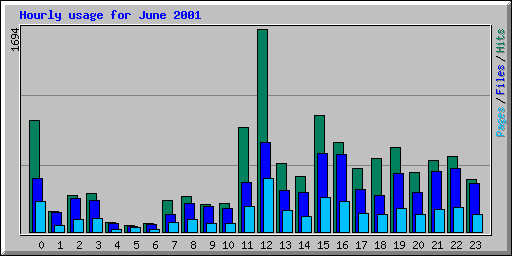 Hourly usage for June 2001
1694
Pages/Files/Hits
0 1 2 3 4 5 6 7 8 9 10 11 12 13 14 15 16 17 18 19 20 21 22 23